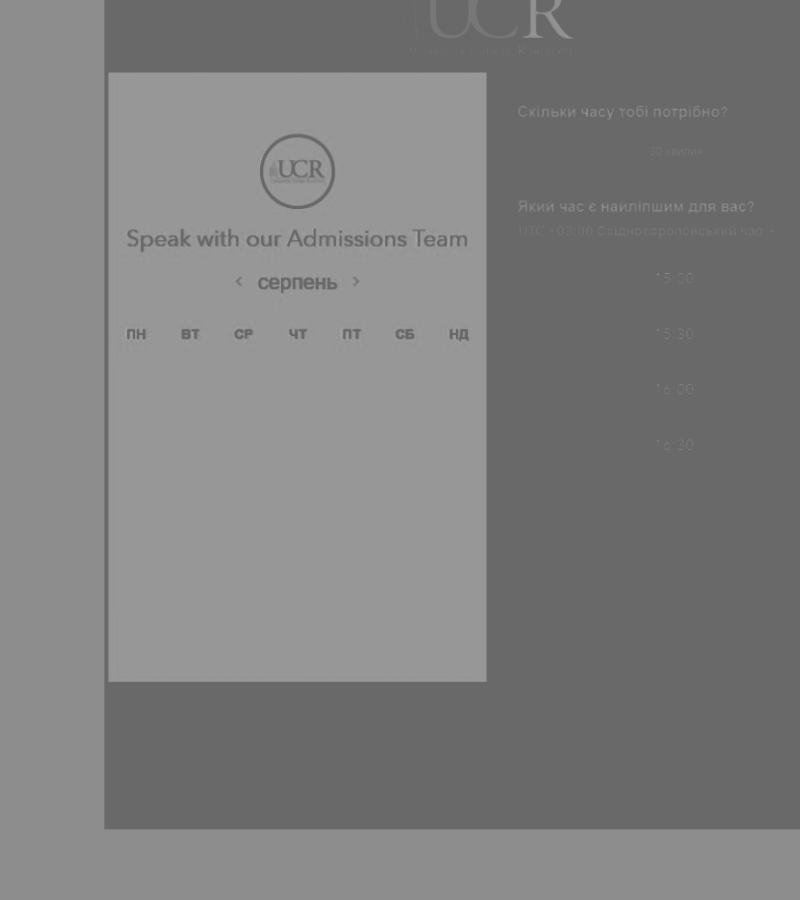 UCR
UCR
Speak with our Admissions Team
< серпень >
ПН ВТ СР ЧТ ПТ СБ НД
Скільки часу тобі потрібно?
30 хвилин
Який час є найліпшим для вас?
UTC +03:00 Східноєвропейський час
15:00
15:30
16:00
16:30